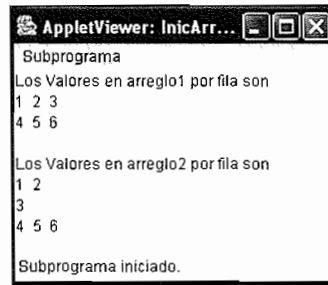 AppletViewer: InicArr...
Subprograma
Los Valores en arreglo1 por fila son
1 2 3
4 5 6
Los Valores en arreglo2 por fila son
1 2
3
4 5 6
Subprograma iniciado.